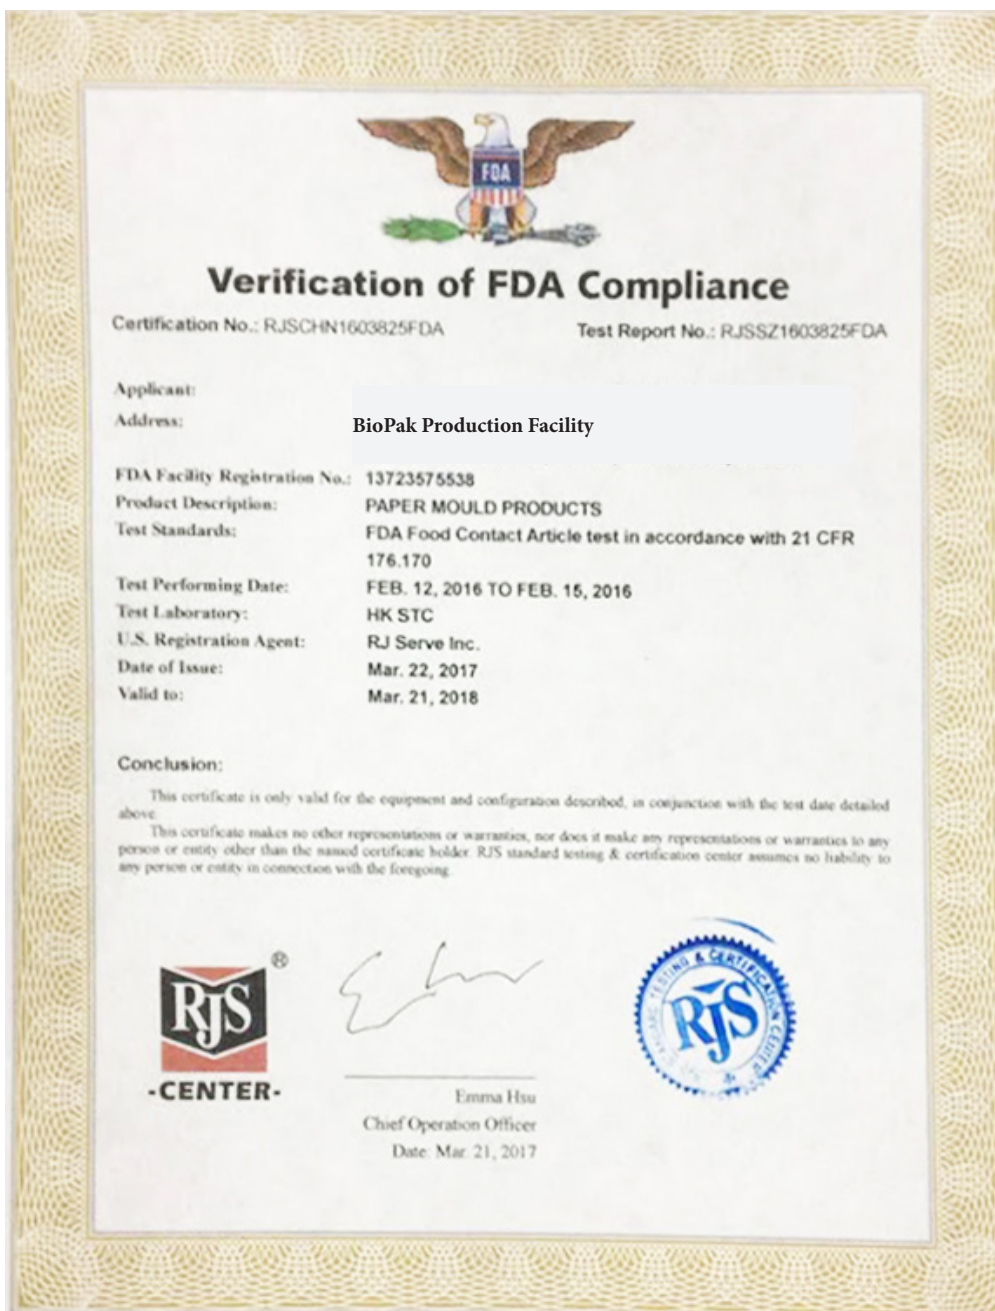 FDA
Verification of FDA Compliance
Certification No.: RJSCHN1603825FDA Test Report No.: RJSSZ1603825FDA
Applicant:
Address:
BioPak Production Facility
FDA Facility Registration No.: 13723575538
Product Description: PAPER MOULD PRODUCTS
Test Standards: FDA Food Contact Article test in accordance with 21 CFR
176.170
Test Performing Date: FEB. 12, 2016 TO FEB. 15, 2016
Test Laboratory: HK STC
U.S. Registration Agent: RJ Serve Inc.
Date of Issue: Mar. 22, 2017
Valid to: Mar. 21, 2018
Conclusion:
This certificate is only valid for the equipment and configuration described, in conjunction with the test date detailed
above.
This certificate makes no other representations or warranties, nor does it make any representations or warranties to any
person or entity other than the named certificate holder. RJS standard testing & certification center assumes no liability to
any person or entity in connection with the foregoing.
RJS
®
-CENTER-
Emma Hsu
Chief Operation Officer
Date: Mar. 21, 2017
TESTING & CERTIFICATION CENTER
RJS